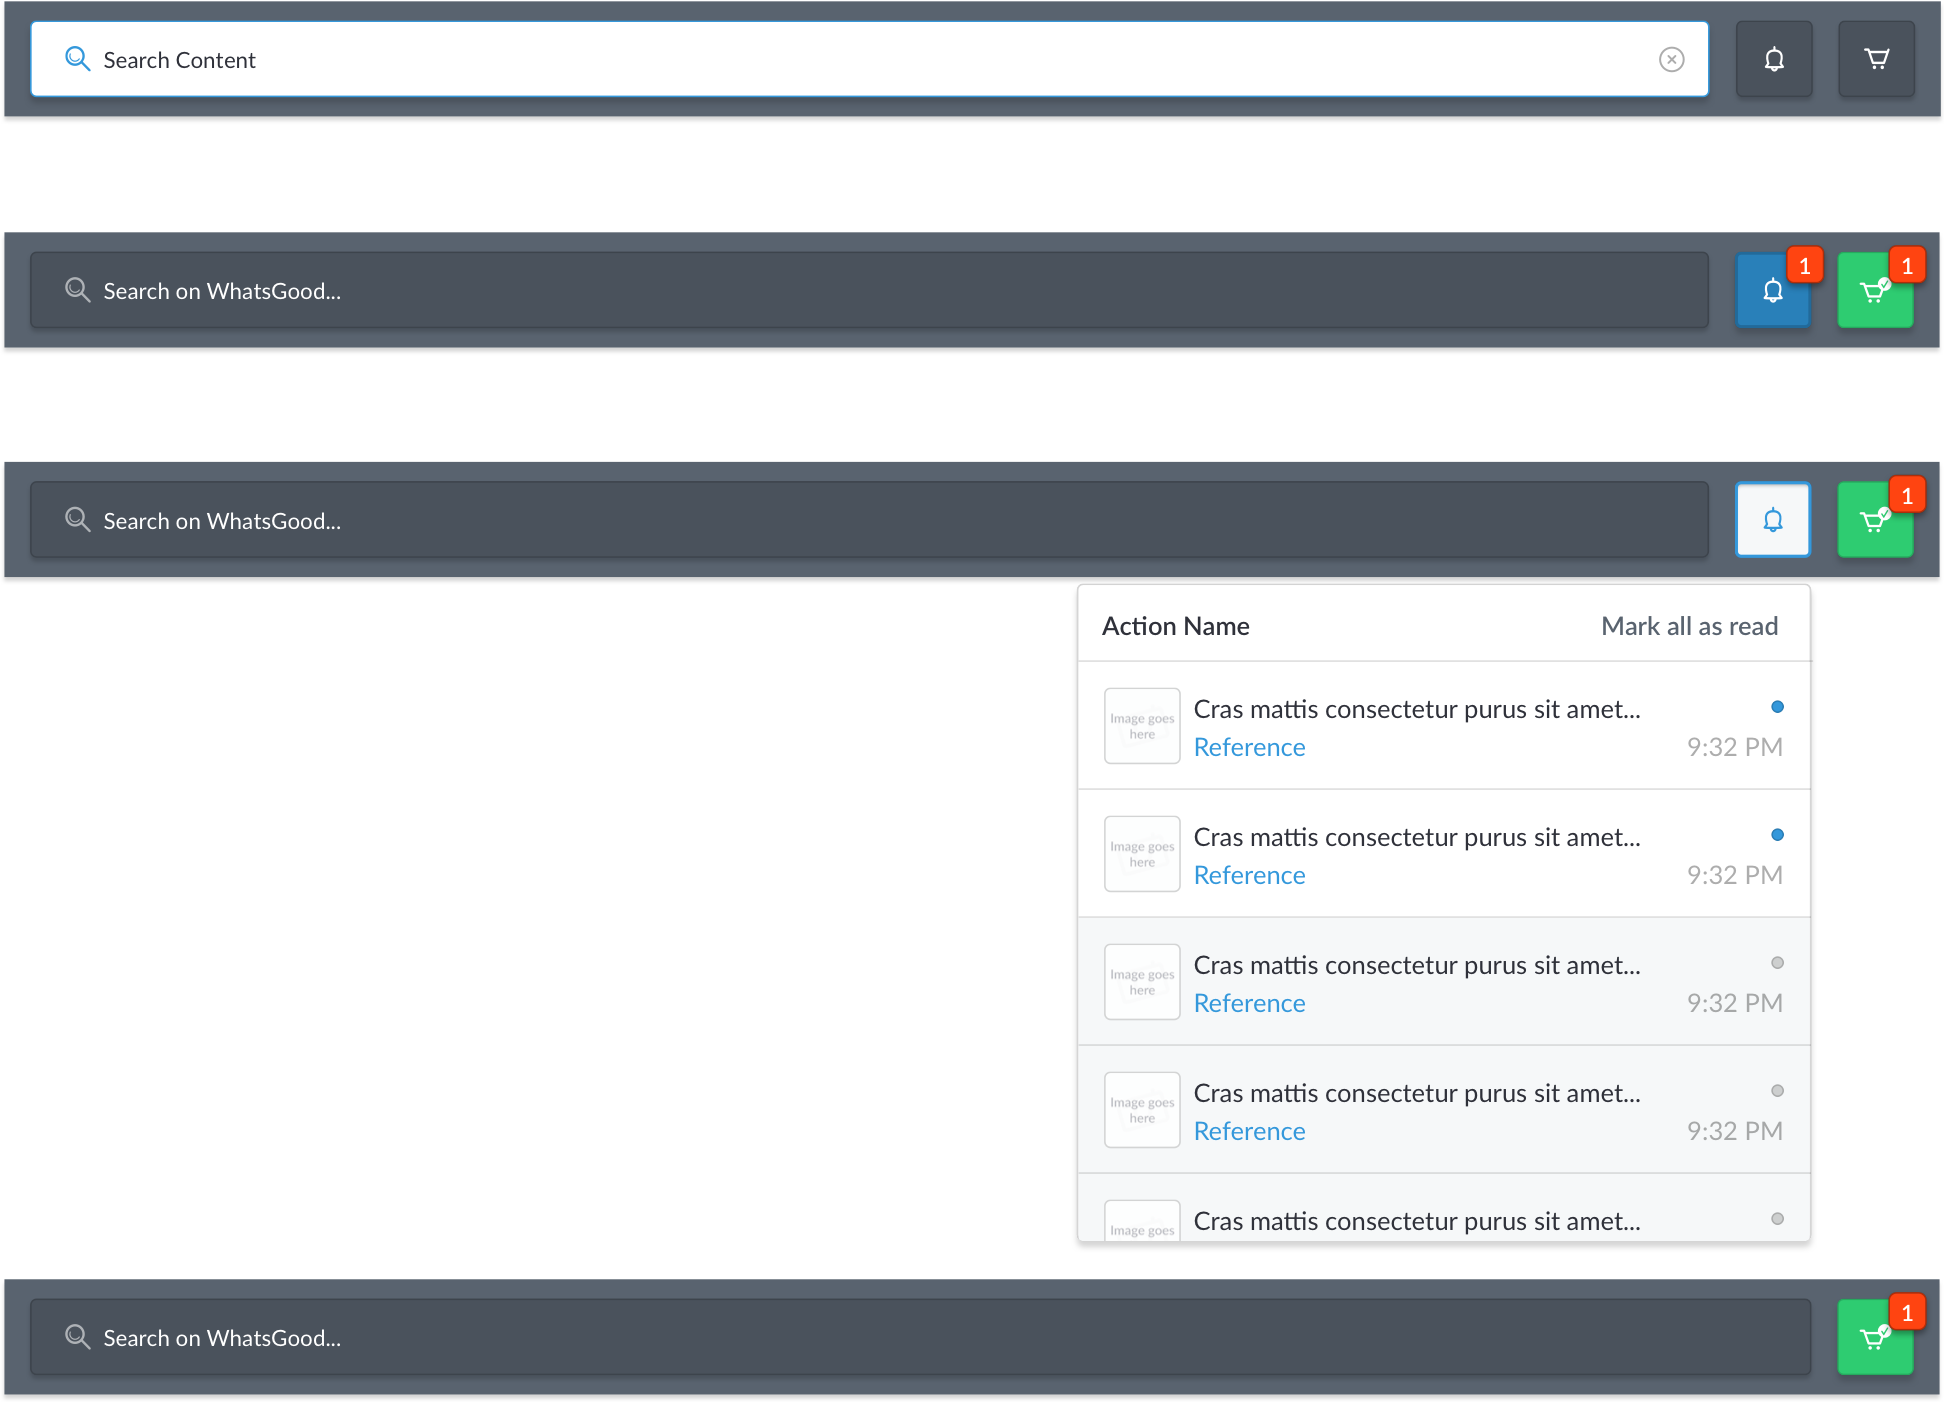 Search Content
Search on WhatsGood...
1
1
Search on WhatsGood...
1
Action Name
Mark all as read
Image goes
here
Cras mattis consectetur purus sit amet...
Reference
9:32 PM
Image goes
here
Cras mattis consectetur purus sit amet...
Reference
9:32 PM
Image goes
here
Cras mattis consectetur purus sit amet...
Reference
9:32 PM
Image goes
here
Cras mattis consectetur purus sit amet...
Reference
9:32 PM
Image goes
Cras mattis consectetur purus sit amet...
Search on WhatsGood...
1